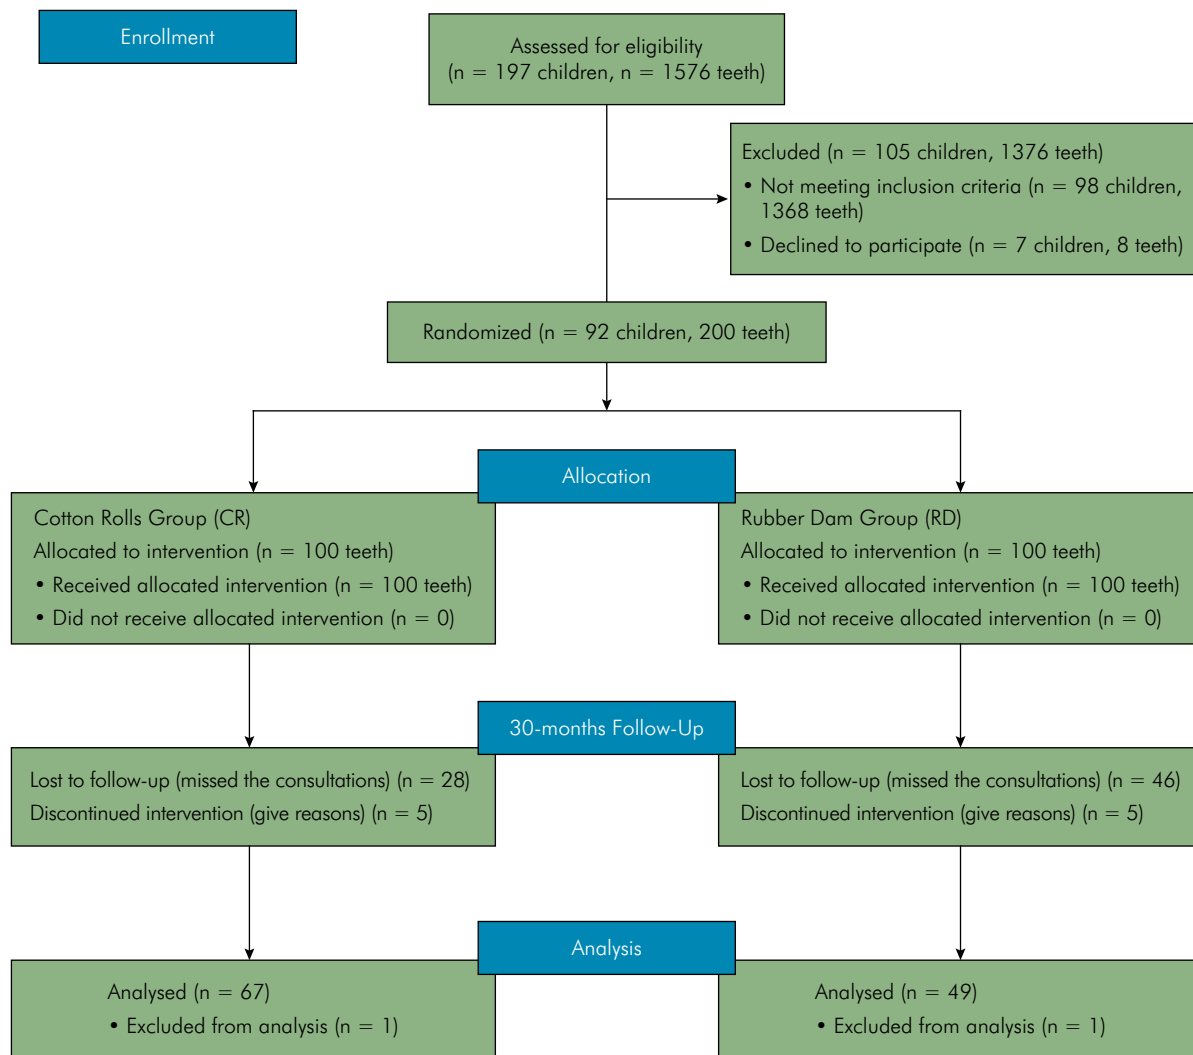 Enrollment
Assessed for eligibility
(n = 197 children, n = 1576 teeth)
Excluded (n = 105 children, 1376 teeth)
• Not meeting inclusion criteria (n = 98 children,
1368 teeth)
• Declined to participate (n = 7 children, 8 teeth)
Randomized (n = 92 children, 200 teeth)
Allocation
Cotton Rolls Group (CR)
Allocated to intervention (n = 100 teeth)
• Received allocated intervention (n = 100 teeth)
• Did not receive allocated intervention (n = 0)
Rubber Dam Group (RD)
Allocated to intervention (n = 100 teeth)
• Received allocated intervention (n = 100 teeth)
• Did not receive allocated intervention (n = 0)
30-months Follow-Up
Lost to follow-up (missed the consultations) (n = 28)
Discontinued intervention (give reasons) (n = 5)
Lost to follow-up (missed the consultations) (n = 46)
Discontinued intervention (give reasons) (n = 5)
Analysis
Analysed (n = 67)
• Excluded from analysis (n = 1)
Analysed (n = 49)
• Excluded from analysis (n = 1)